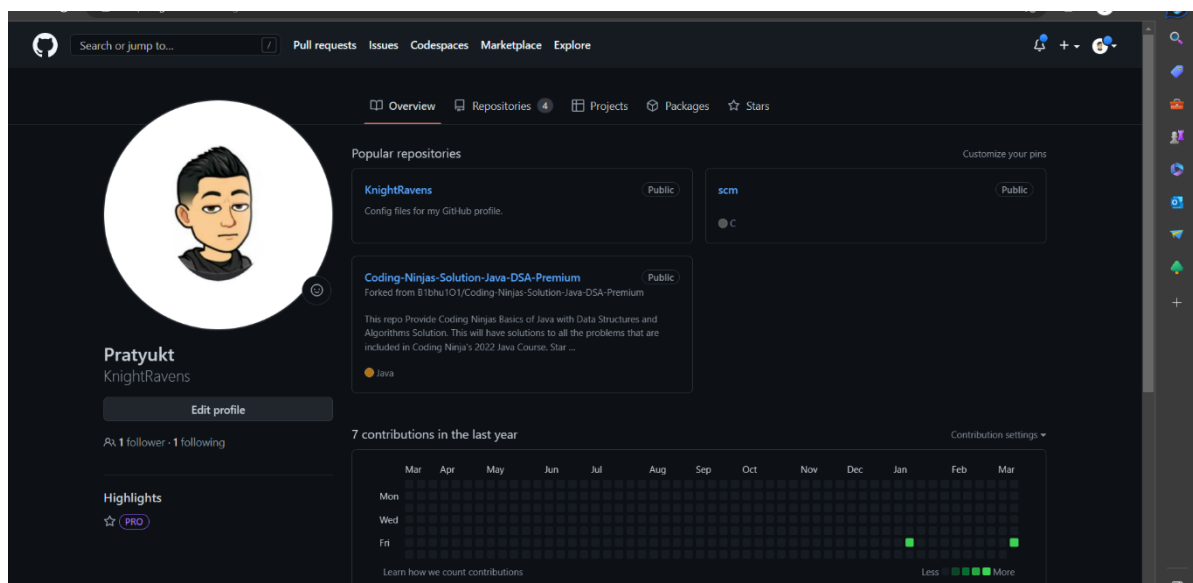 Search or jump to... /
Pull requests Issues Codespaces Marketplace Explore
Overview Repositories 4 Projects Packages Stars
Popular repositories
Customize your pins
KnightRavens Public
Config files for my GitHub profile.
scm Public
C
Coding-Ninjas-Solution-Java-DSA-Premium Public
Forked from B1bhu1O1/Coding-Ninjas-Solution-Java-DSA-Premium
This repo Provide Coding Ninjas Basics of Java with Data Structures and
Algorithms Solution. This will have solutions to all the problems that are
included in Coding Ninja's 2022 Java Course. Star ...
Java
Pratyukt
KnightRavens
Edit profile
1 follower · 1 following
Highlights
PRO
7 contributions in the last year
Contribution settings
Mar Apr May Jun Jul Aug Sep Oct Nov Dec Jan Feb Mar
Mon
Wed
Fri
Learn how we count contributions
Less More